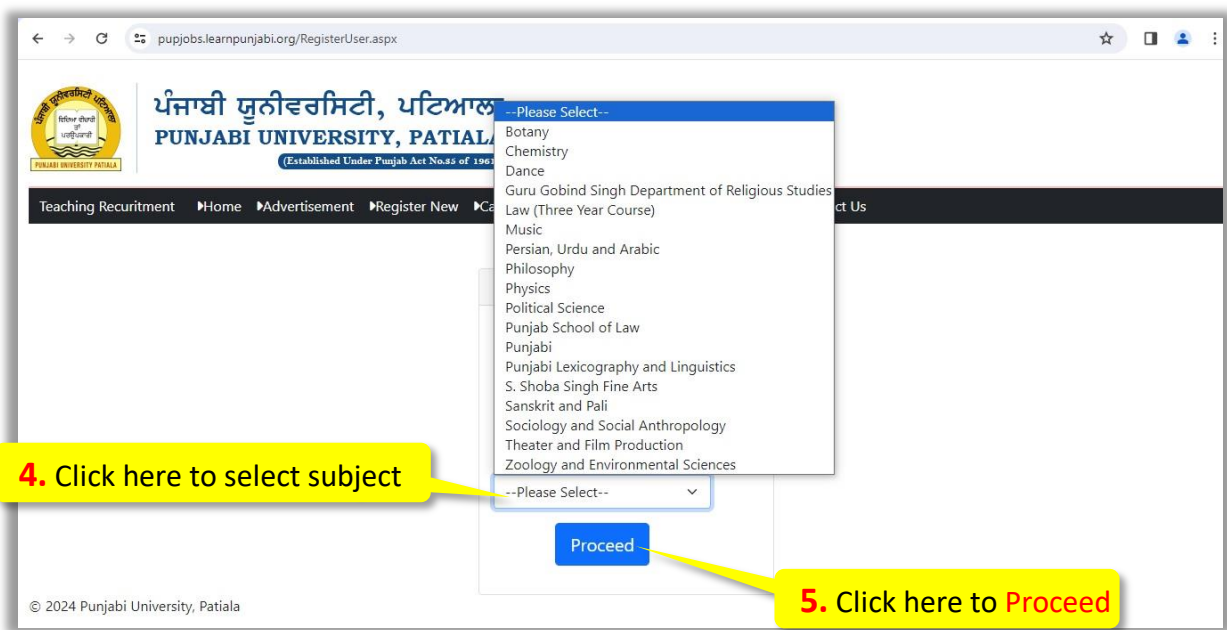 pupjobs.learnpunjabi.org/RegisterUser.aspx
ਪੰਜਾਬੀ ਯੂਨੀਵਰਸਿਟੀ, ਪਟਿਆਲਾ
PUNJABI UNIVERSITY, PATIALA
(Established Under Punjab Act No.35 of 1961
PUNJABI UNIVERSITY PATIALA
Teaching Recuritment Home Advertisement Register New Ca ct Us
--Please Select--
Botany
Chemistry
Dance
Guru Gobind Singh Department of Religious Studies
Law (Three Year Course)
Music
Persian, Urdu and Arabic
Philosophy
Physics
Political Science
Punjab School of Law
Punjabi
Punjabi Lexicography and Linguistics
S. Shoba Singh Fine Arts
Sanskrit and Pali
Sociology and Social Anthropology
Theater and Film Production
Zoology and Environmental Sciences
4. Click here to select subject
--Please Select--
Proceed
5. Click here to Proceed
© 2024 Punjabi University, Patiala